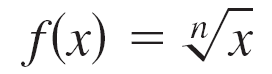 f(x) = ⁿ√x